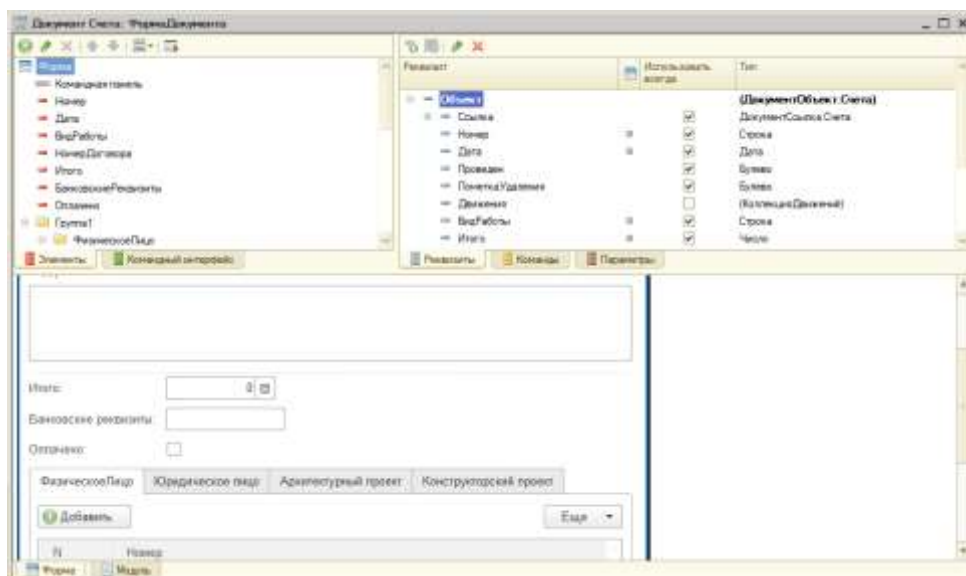 Документ Счета: ФормаДокумента
Форма
Командная панель
Номер
Дата
ВидРаботы
НомерДоговора
Итого
БанковскиеРеквизиты
Оплачено
Группа1
ФизическоеЛицо
Элементы
Командный интерфейс
Реквизит
Использовать всегда
Тип
Объект (ДокументОбъект.Счета)
Ссылка ДокументСсылка.Счета
Номер Строка
Дата Дата
Проведен Булево
ПометкаУдаления Булево
Движения (КоллекцияДвижений)
ВидРаботы Строка
Итого Число
Реквизиты
Команды
Параметры
Итого: 0
Банковские реквизиты:
Оплачено:
ФизическоеЛицо Юридическое лицо Архитектурный проект Конструкторский проект
Добавить Еще
N Номер
Форма Модуль